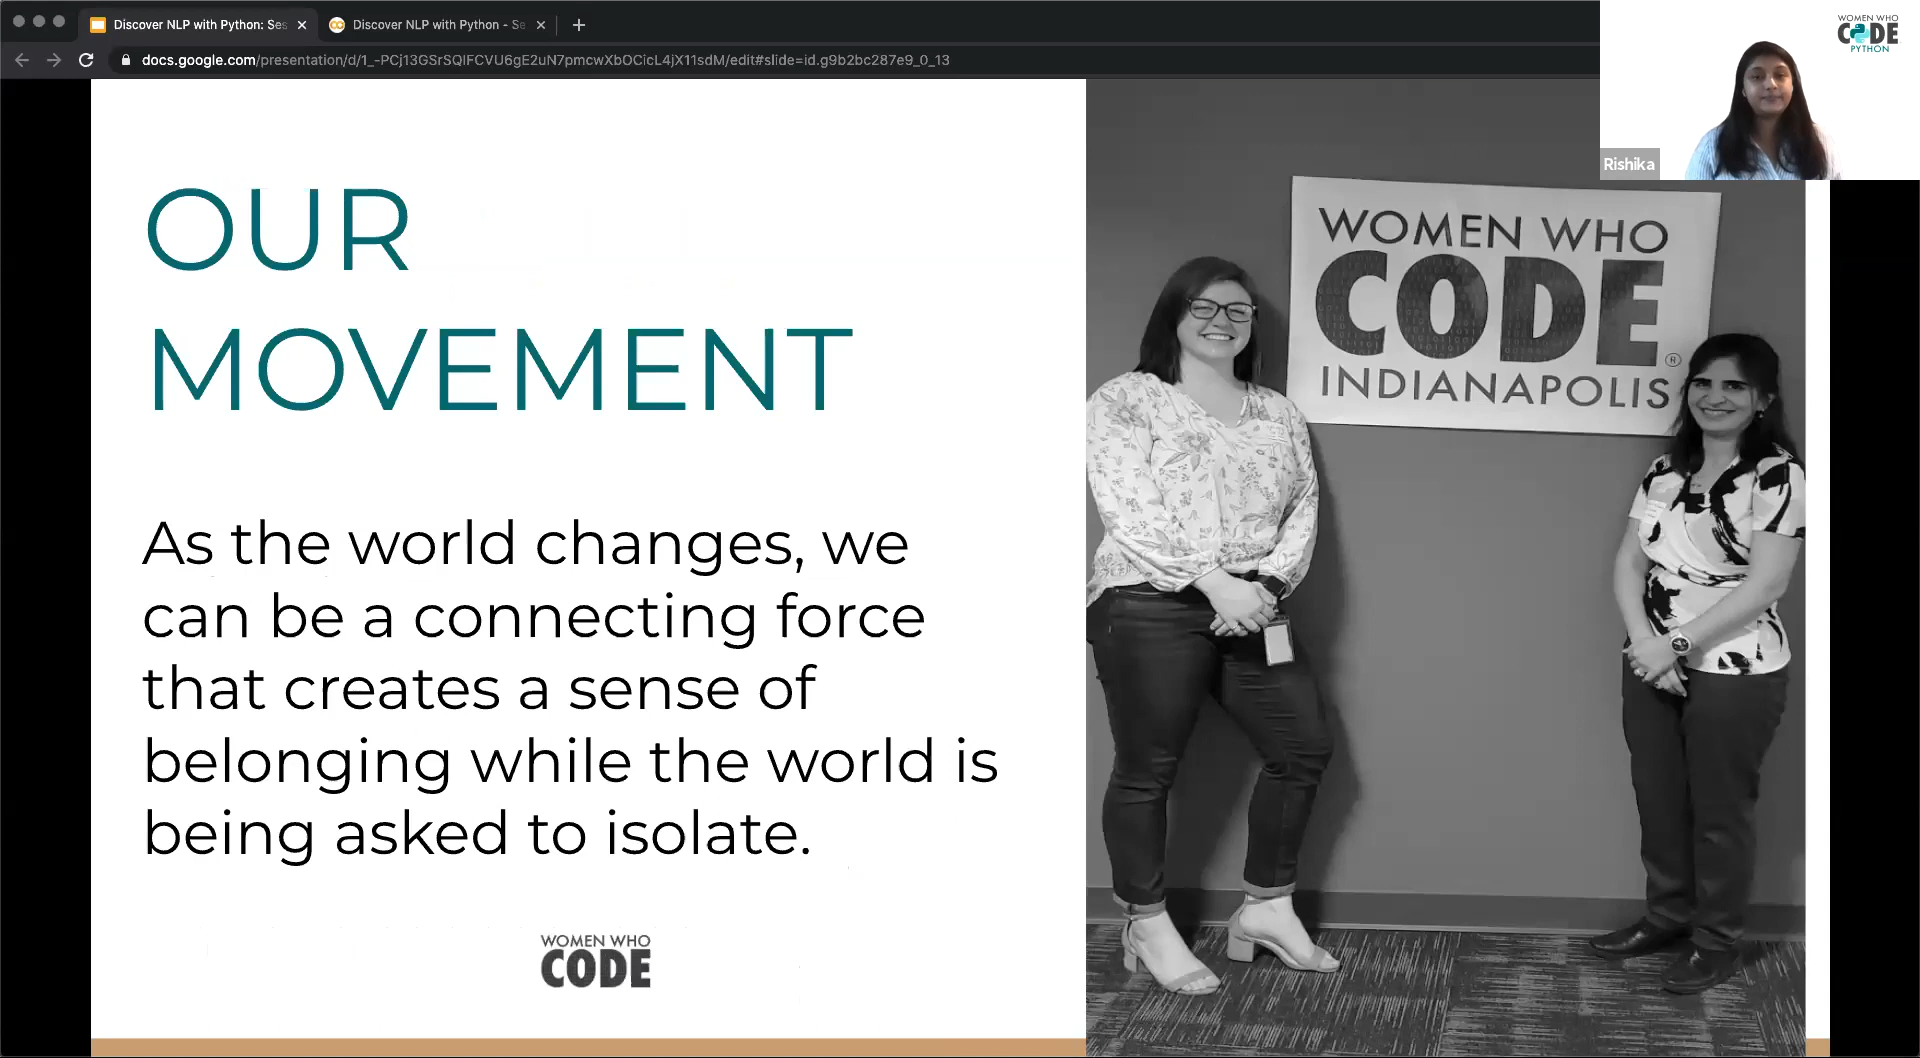 Discover NLP with Python: Ses
Discover NLP with Python - Se
docs.google.com/presentation/d/1_-PCj13GSrSQlFCVU6gE2uN7pmcwXbOCicL4jX11sdM/edit#slide=id.g9b2bc287e9_0_13
WOMEN WHO
CODE
PYTHON
Rishika
OUR
MOVEMENT
As the world changes, we
can be a connecting force
that creates a sense of
belonging while the world is
being asked to isolate.
WOMEN WHO
CODE
WOMEN WHO
CODE®
INDIANAPOLIS